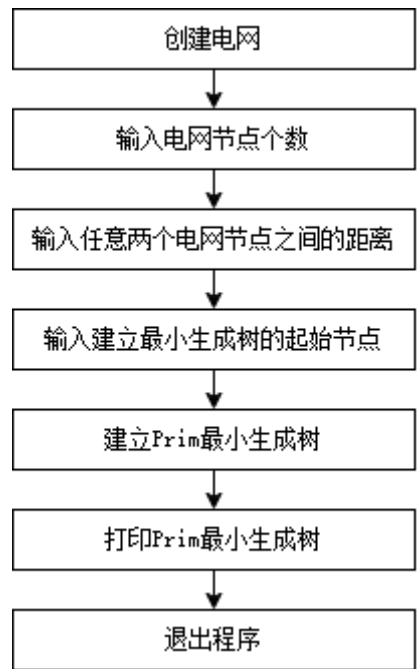 创建电网
输入电网节点个数
输入任意两个电网节点之间的距离
输入建立最小生成树的起始节点
建立Prim最小生成树
打印Prim最小生成树
退出程序